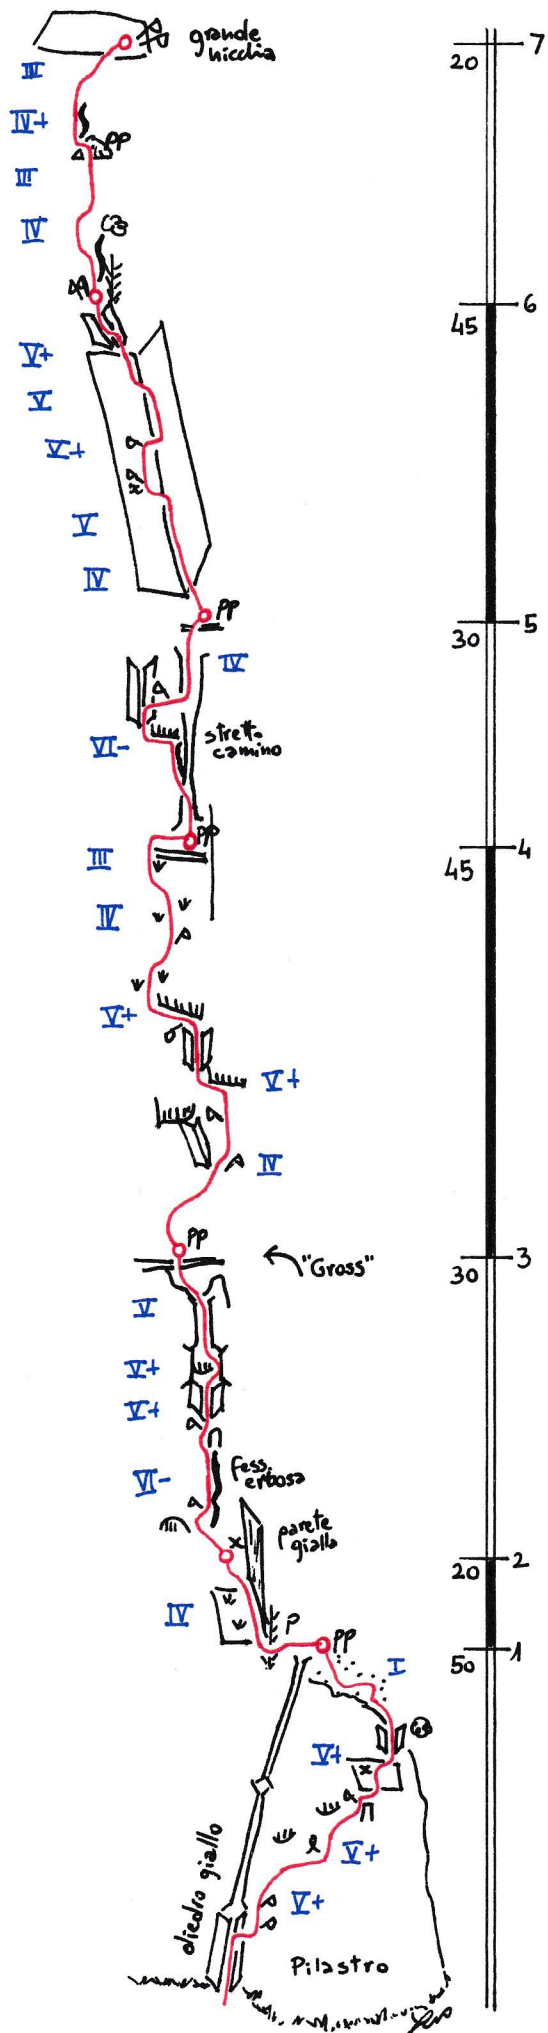 grande
nicchia
7
20
III
IV+
PP
III
IV
6
45
V+
V
V+
V
IV
PP
5
30
IV
VI-
stretto
camino
PP
4
III
45
IV
V+
V+
IV
PP
"Gross"
3
30
V
V+
V+
VI-
fess.
erbosa
parete
gialla
2
20
IV
P
PP
1
50
I
V+
V+
V+
diedro giallo
Pilastro